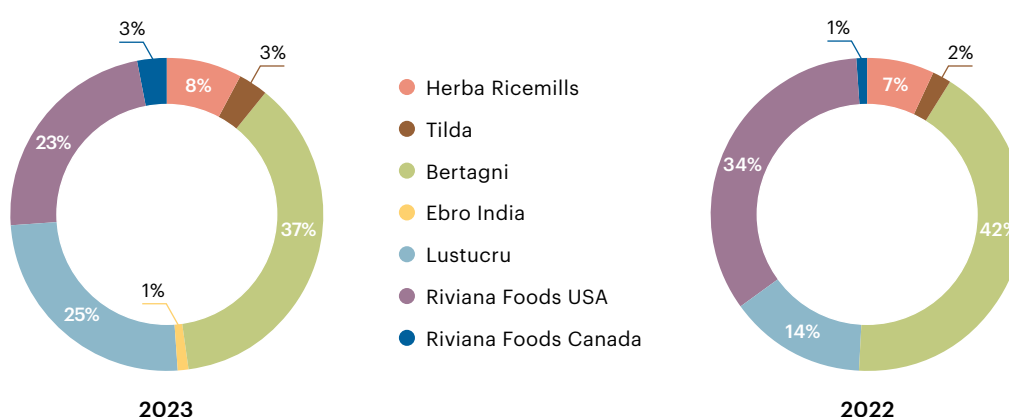 3%
3%
8%
23%
37%
1%
25%
2023
Herba Ricemills
Tilda
Bertagni
Ebro India
Lustucru
Riviana Foods USA
Riviana Foods Canada
1%
2%
7%
34%
42%
14%
2022